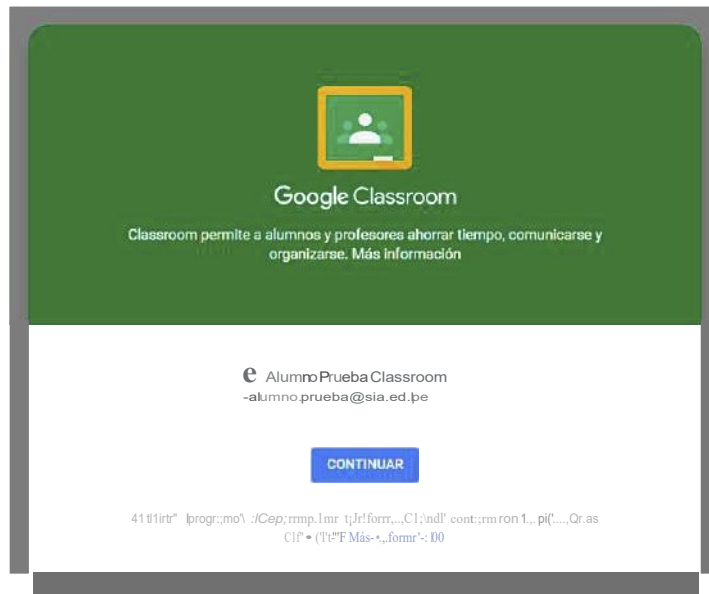 Google Classroom
Classroom permite a alumnos y profesores ahorrar tiempo, comunicarse y
organizarse. Más información
e Alumno Prueba Classroom
-alumno.prueba@sia.ed.pe
CONTINUAR
Más